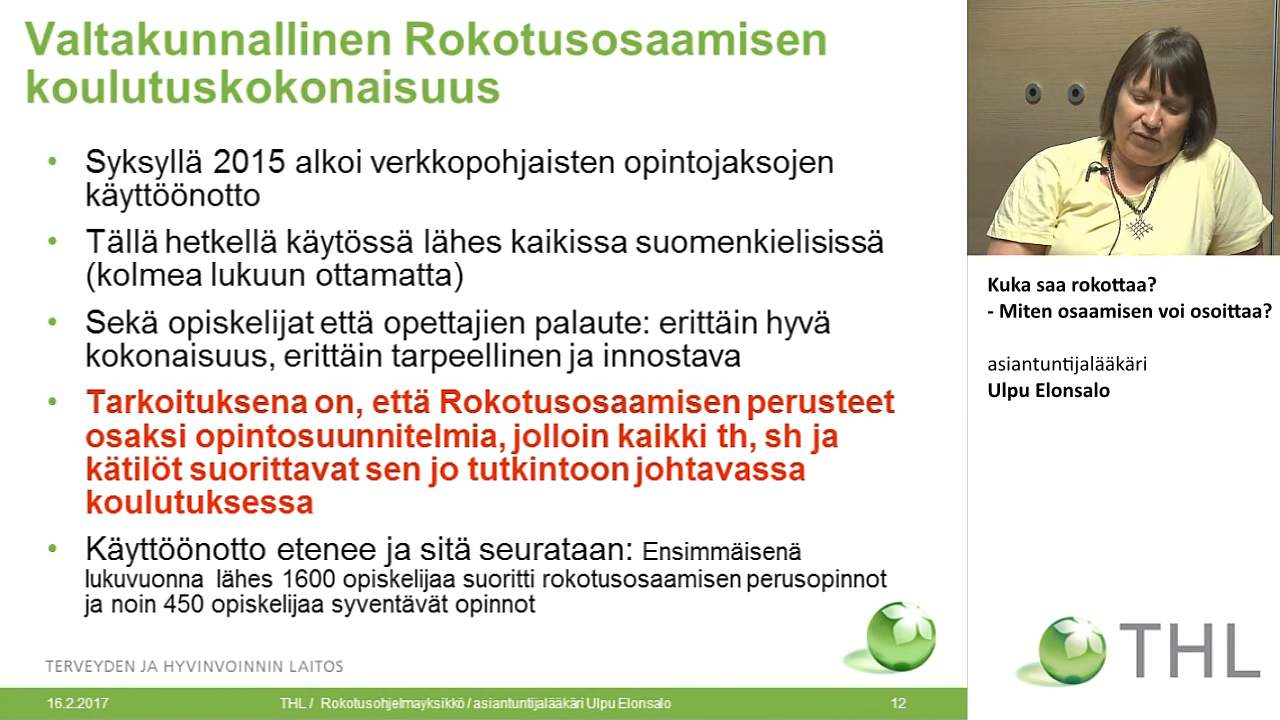 Valtakunnallinen Rokotusosaamisen
koulutuskokonaisuus
• Syksyllä 2015 alkoi verkkopohjaisten opintojaksojen
käyttöönotto
• Tällä hetkellä käytössä lähes kaikissa suomenkielisissä
(kolmea lukuun ottamatta)
• Sekä opiskelijat että opettajien palaute: erittäin hyvä
kokonaisuus, erittäin tarpeellinen ja innostava
• Tarkoituksena on, että Rokotusosaamisen perusteet
osaksi opintosuunnitelmia, jolloin kaikki th, sh ja
kätilöt suorittavat sen jo tutkintoon johtavassa
koulutuksessa
• Käyttöönotto etenee ja sitä seurataan: Ensimmäisenä
lukuvuonna lähes 1600 opiskelijaa suoritti rokotusosaamisen perusopinnot
ja noin 450 opiskelijaa syventävät opinnot
TERVEYDEN JA HYVINVOINNIN LAITOS
16.2.2017 THL / Rokotusohjelmayksikkö / asiantuntijalääkäri Ulpu Elonsalo 12
Kuka saa rokottaa?
- Miten osaamisen voi osoittaa?
asiantuntijalääkäri
Ulpu Elonsalo
THL